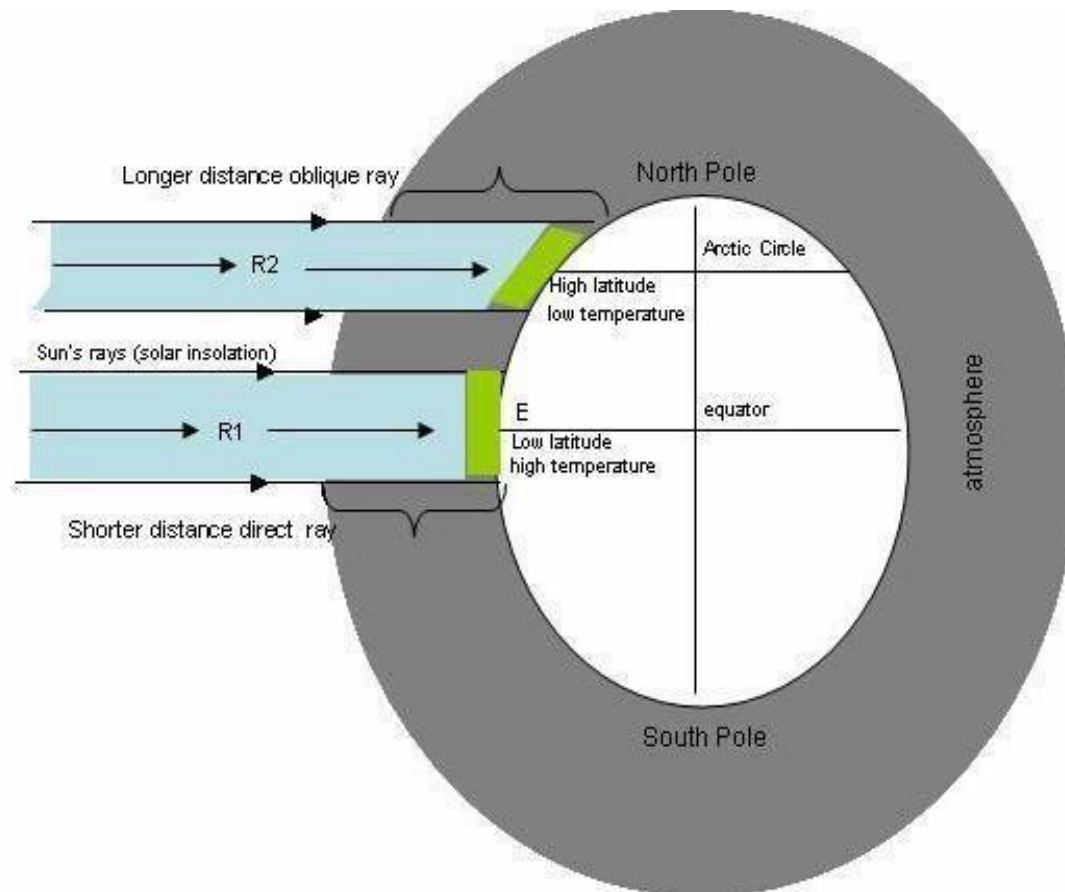 North Pole
Longer distance oblique ray
Arctic Circle
R2
High latitude
low temperature
Sun's rays (solar insolation)
E
equator
R1
Low latitude
high temperature
atmosphere
Shorter distance direct ray
South Pole